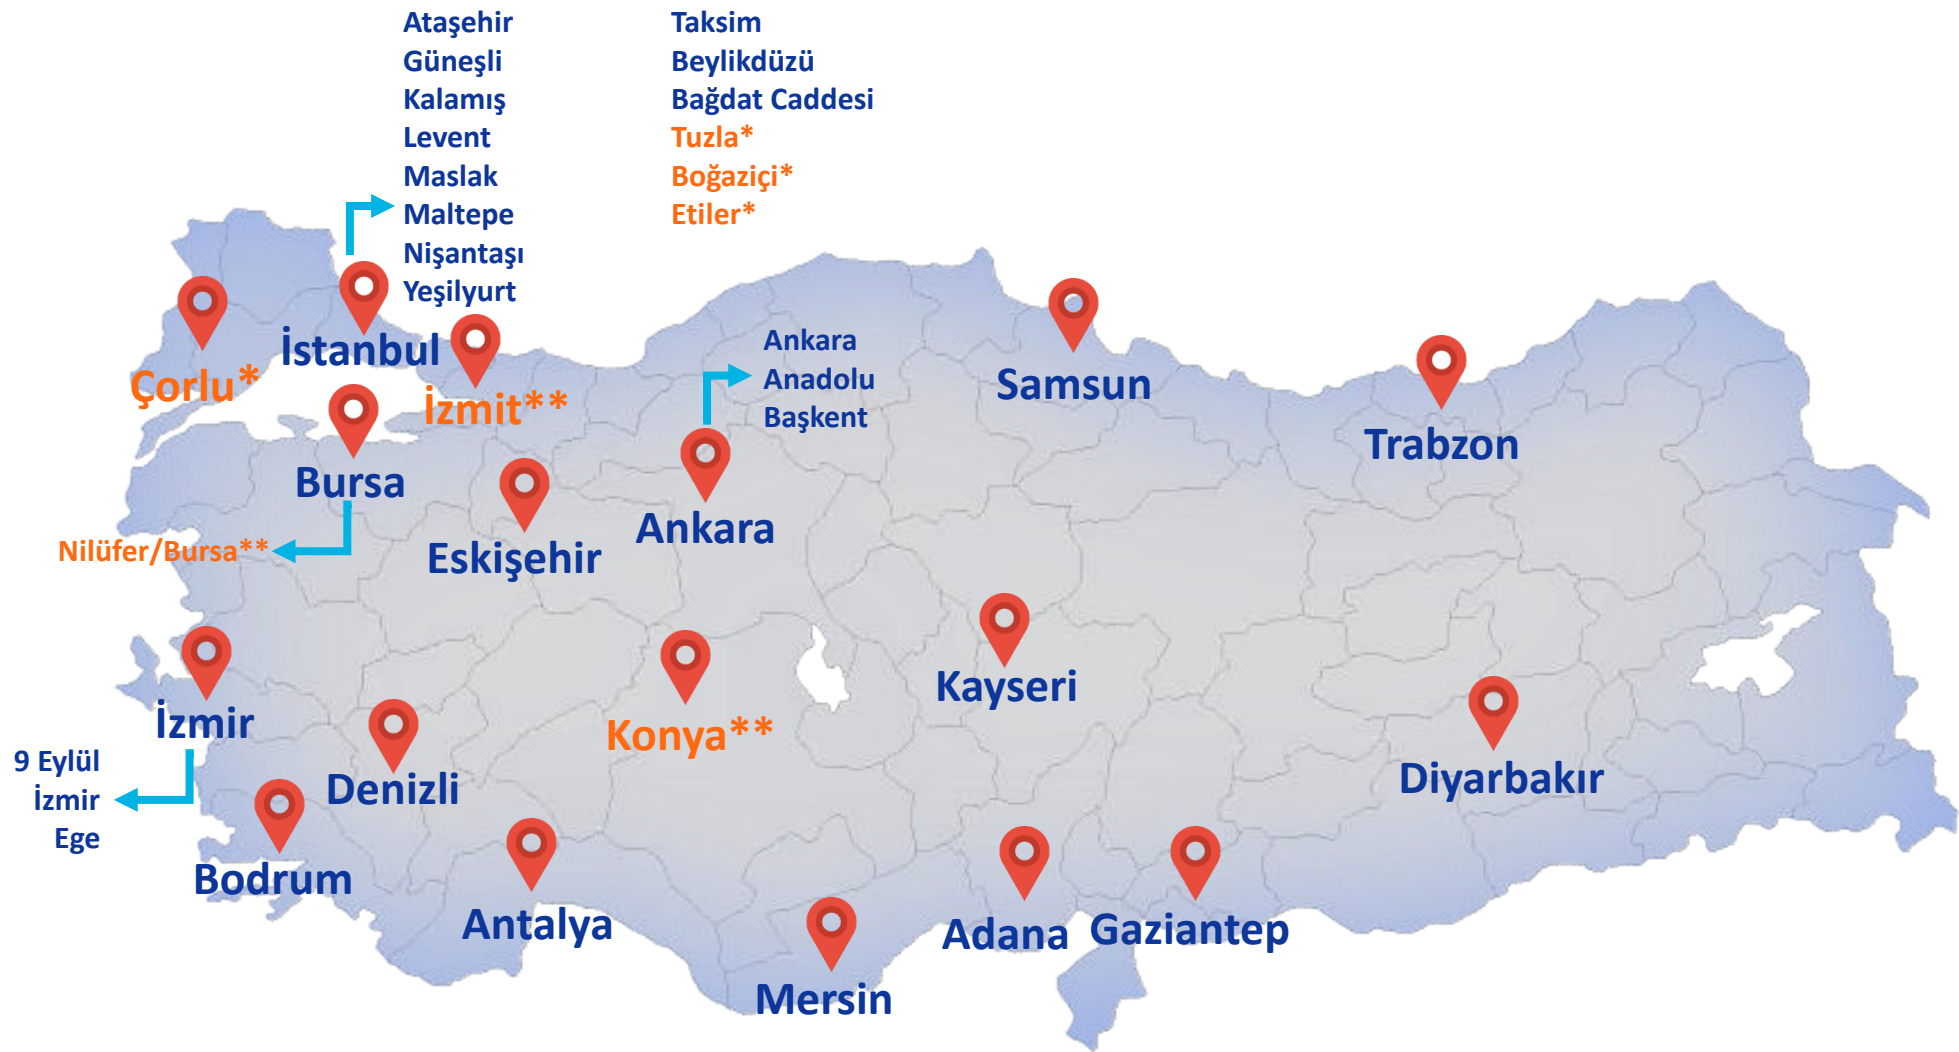 Ataşehir
Güneşli
Kalamış
Levent
Maslak
Maltepe
Nişantaşı
Yeşilyurt
Taksim
Beylikdüzü
Bağdat Caddesi
Tuzla*
Boğaziçi*
Etiler*
İstanbul
Çorlu*
İzmit**
Ankara
Anadolu
Başkent
Samsun
Trabzon
Bursa
Ankara
Nilüfer/Bursa**
Eskişehir
Kayseri
İzmir
Konya**
9 Eylül
İzmir
Ege
Denizli
Diyarbakır
Bodrum
Antalya
Adana
Gaziantep
Mersin